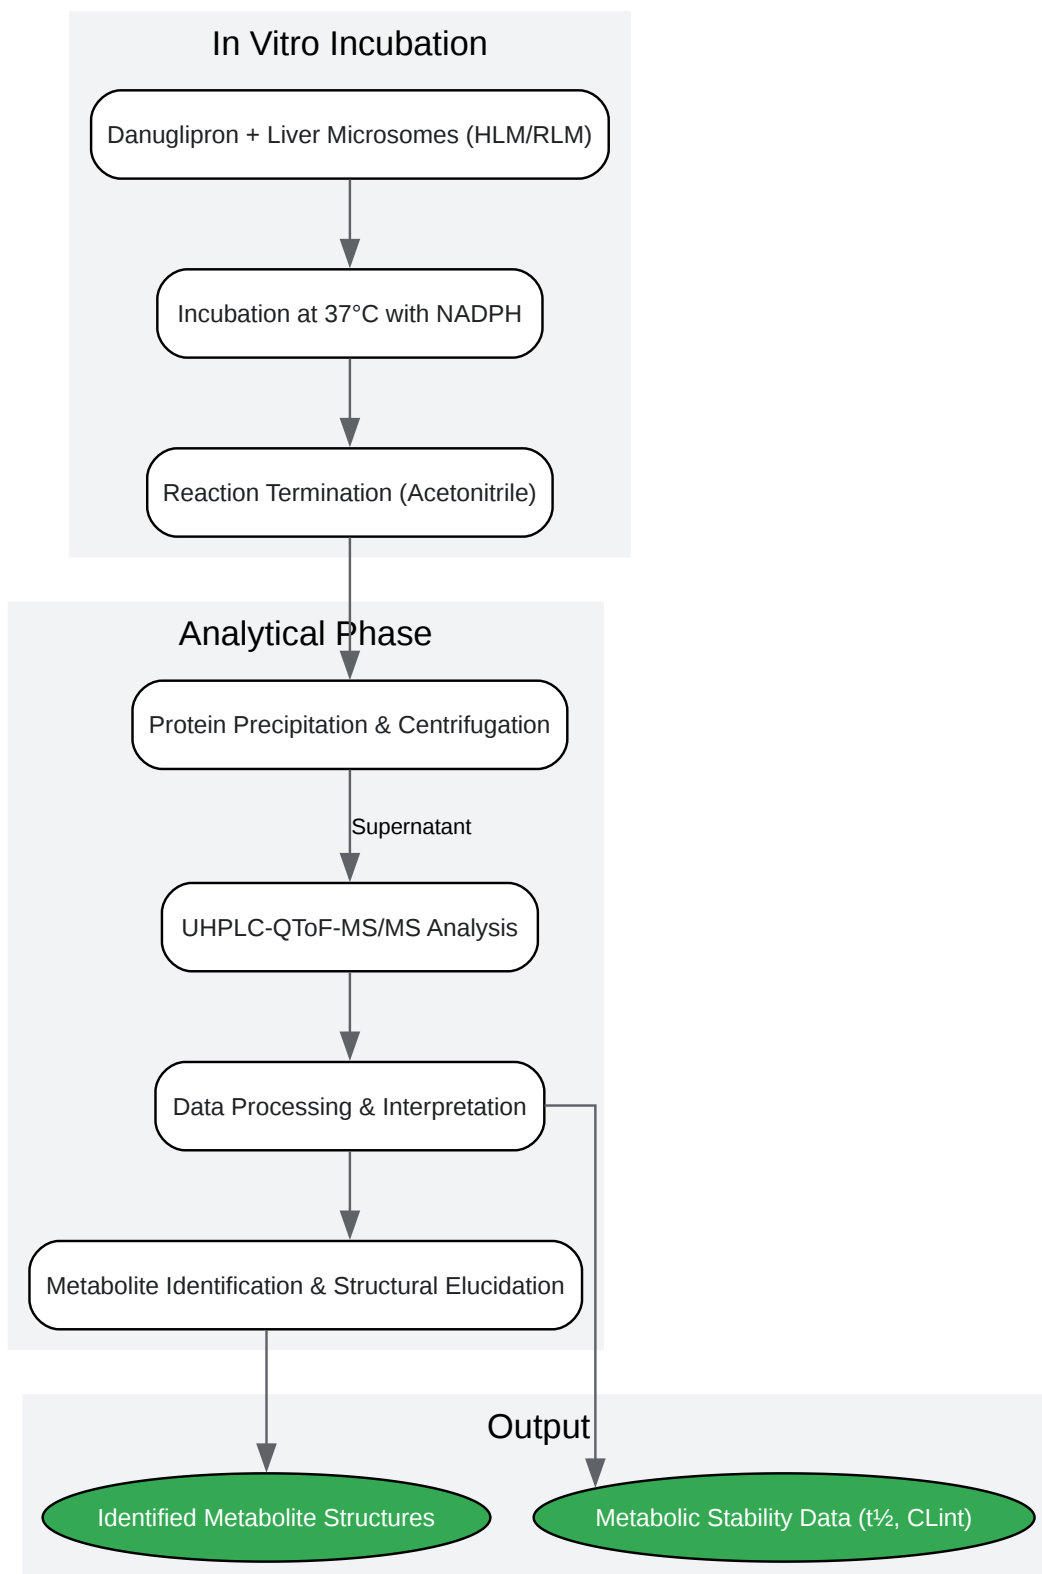 In Vitro Incubation
Danuglipron + Liver Microsomes (HLM/RLM)
Incubation at 37°C with NADPH
Reaction Termination (Acetonitrile)
Analytical Phase
Protein Precipitation & Centrifugation
Supernatant
UHPLC-QToF-MS/MS Analysis
Data Processing & Interpretation
Metabolite Identification & Structural Elucidation
Output
Identified Metabolite Structures
Metabolic Stability Data (t½, CLint)